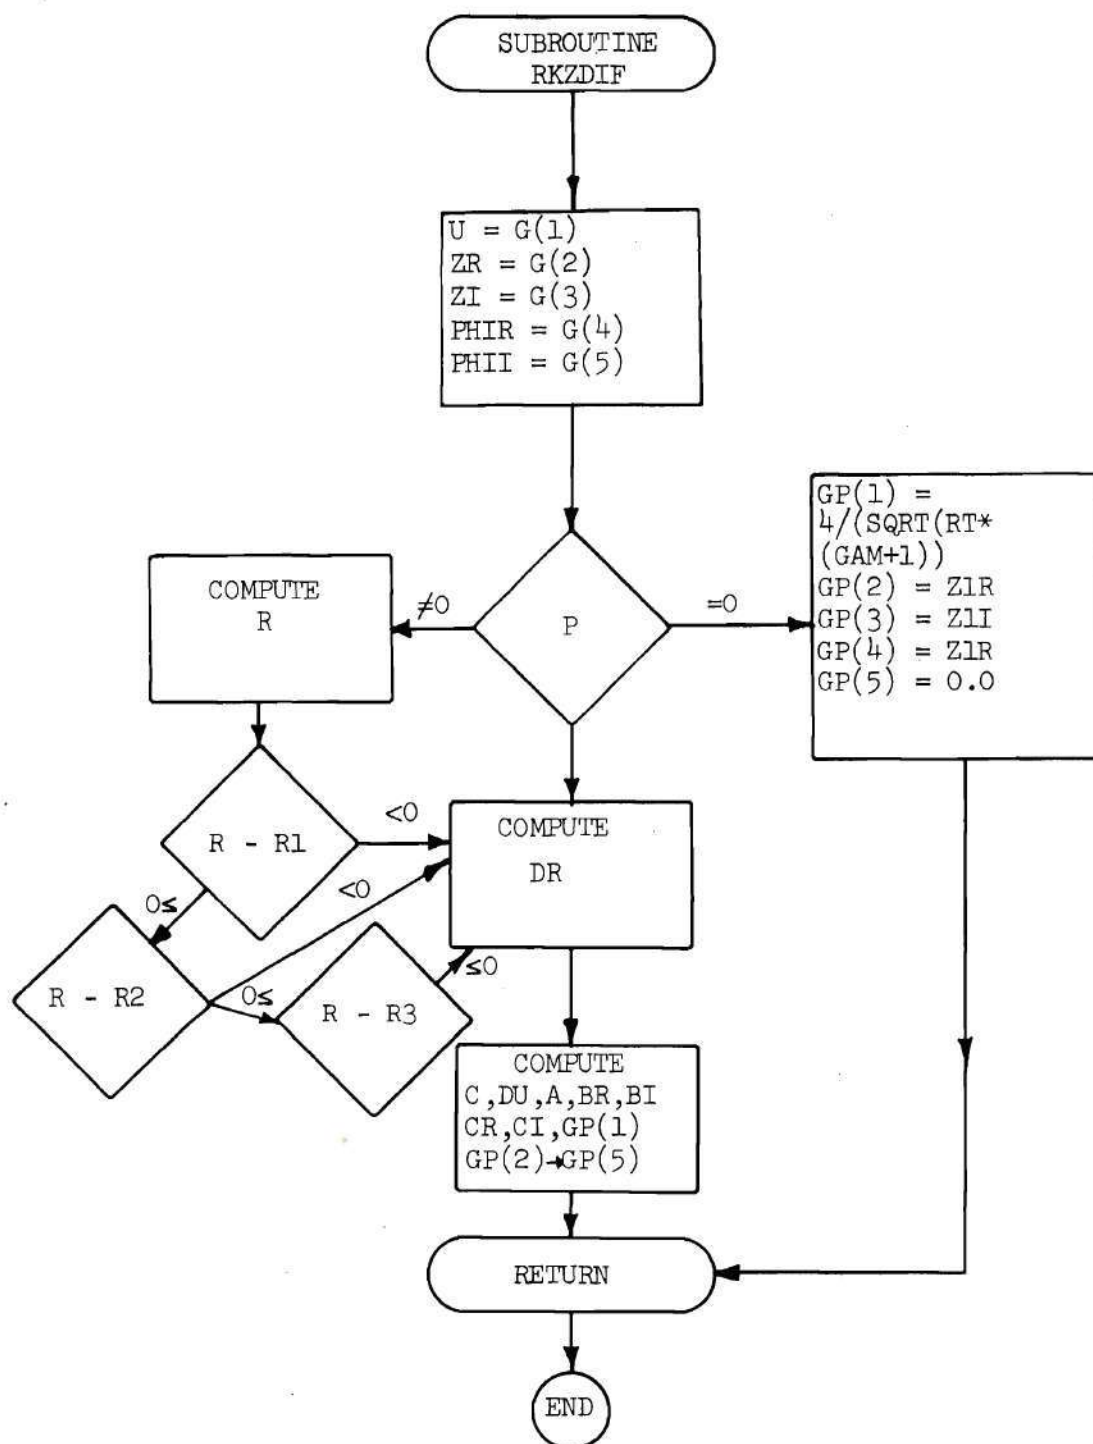 SUBROUTINE
RKZDIF
U = G(1)
ZR = G(2)
ZI = G(3)
PHIR = G(4)
PHII = G(5)
GP(1) =
4/(SQRT(RT*
(GAM+1))
GP(2) = Z1R
GP(3) = Z1I
GP(4) = Z1R
GP(5) = 0.0
COMPUTE
R
≠0
P
=0
R - R1
<0
COMPUTE
DR
0≤
<0
R - R2
0≤
R - R3
≤0
COMPUTE
C,DU,A,BR,BI
CR,CI,GP(1)
GP(2)→GP(5)
RETURN
END